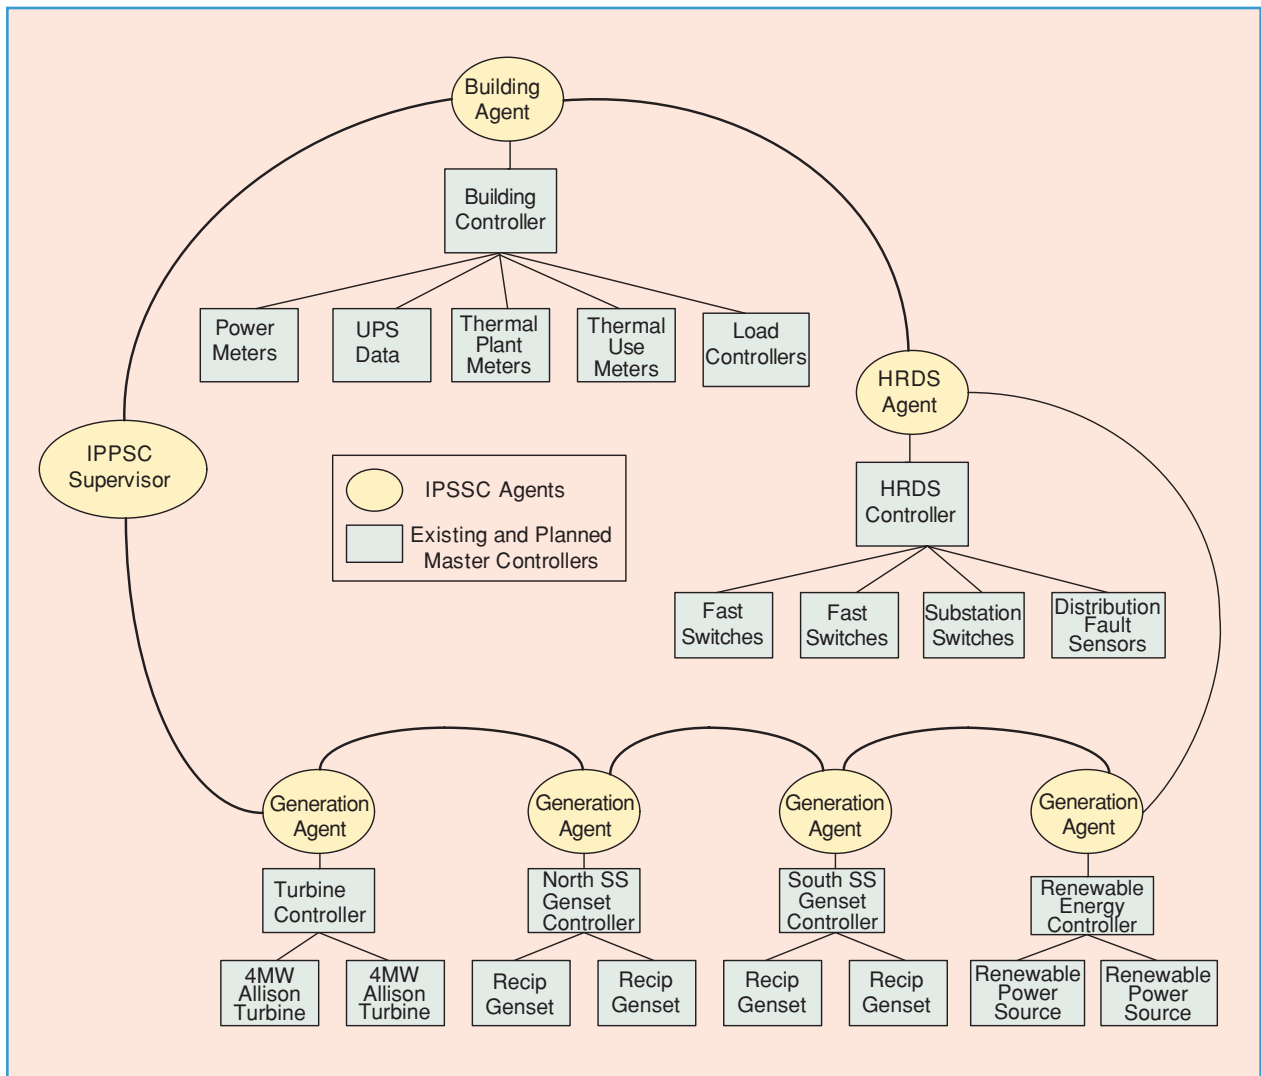 Building
Agent
Building
Controller
Power
Meters
UPS
Data
Thermal
Plant
Meters
Thermal
Use
Meters
Load
Controllers
HRDS
Agent
IPPSC
Supervisor
IPSSC Agents
Existing and Planned
Master Controllers
HRDS
Controller
Fast
Switches
Fast
Switches
Substation
Switches
Distribution
Fault
Sensors
Generation
Agent
Generation
Agent
Generation
Agent
Generation
Agent
Turbine
Controller
North SS
Genset
Controller
South SS
Genset
Controller
Renewable
Energy
Controller
4MW
Allison
Turbine
4MW
Allison
Turbine
Recip
Genset
Recip
Genset
Recip
Genset
Recip
Genset
Renewable
Power
Source
Renewable
Power
Source